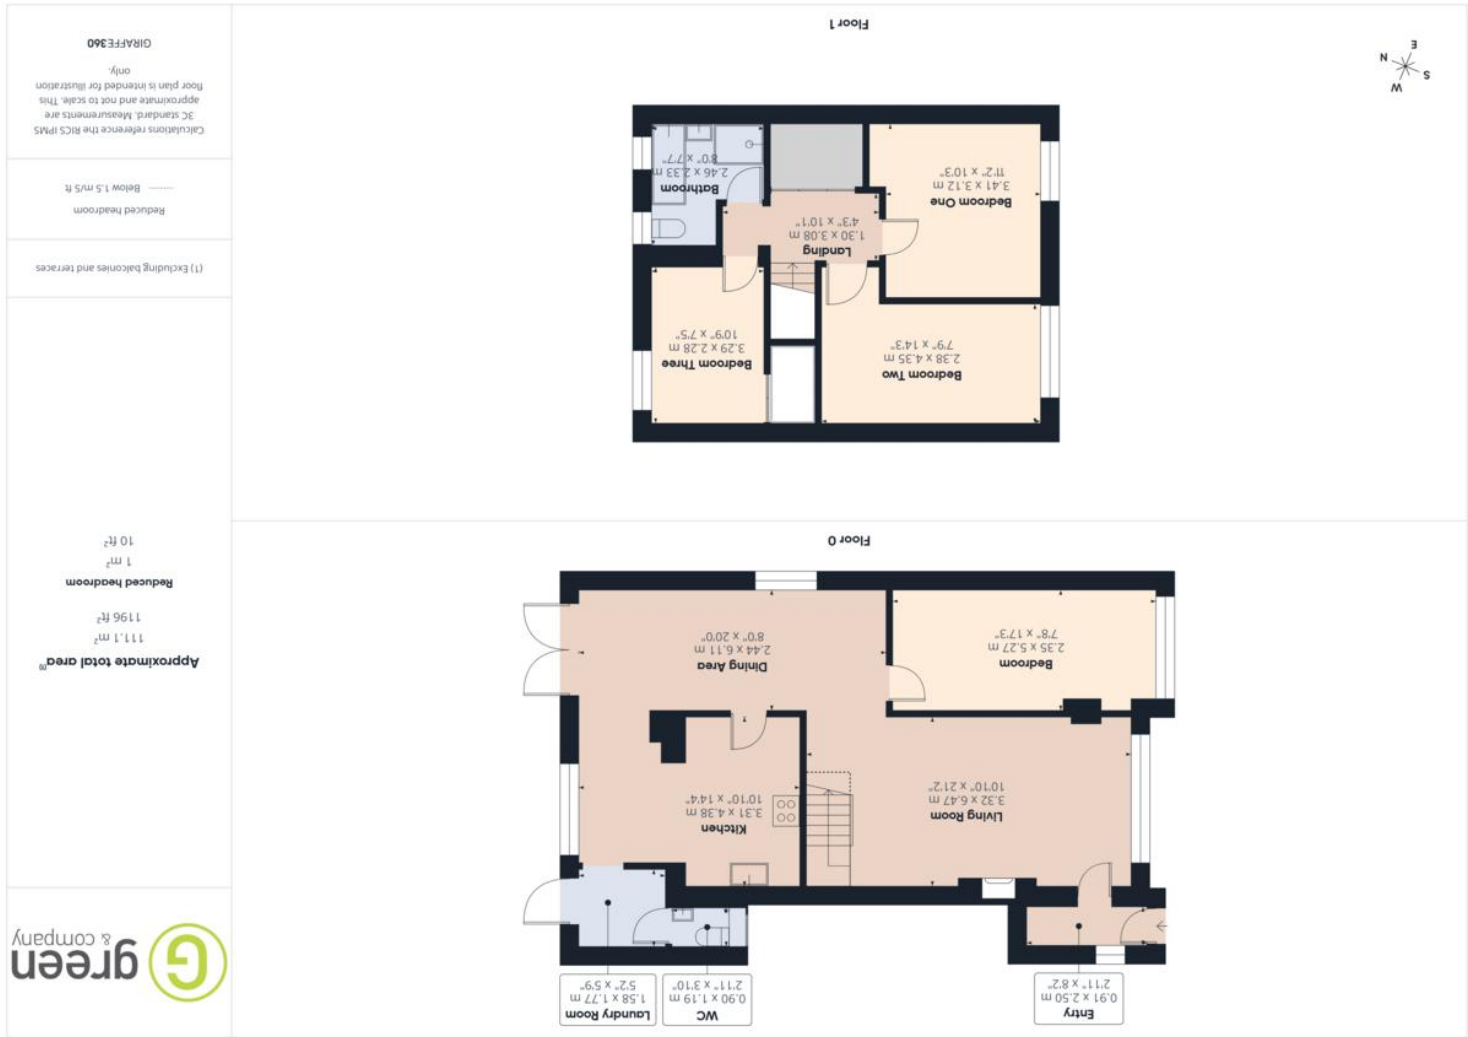 Entry
0.91 x 2.50 m
2'11" x 8'2"
WC
0.90 x 1.19 m
2'11" x 3'10"
Laundry Room
1.58 x 1.77 m
5'2" x 5'9"
Living Room
3.32 x 6.47 m
10'10" x 21'2"
Kitchen
3.31 x 4.38 m
10'10" x 14'4"
Bedroom
2.35 x 5.27 m
7'8" x 17'3"
Dining Area
2.44 x 6.11 m
8'0" x 20'0"
Floor 0
Bedroom Two
2.38 x 4.35 m
7'9" x 14'3"
Bedroom Three
3.29 x 2.28 m
10'9" x 7'5"
Landing
1.30 x 3.08 m
4'3" x 10'1"
Bedroom One
3.41 x 3.12 m
11'2" x 10'3"
Bathroom
2.46 x 2.33 m
8'0" x 7'7"
W
S
N
E
Floor 1
G green
& company
Approximate total area(1)
111.1 m²
1196 ft²
Reduced headroom
1 m²
10 ft²
(1) Excluding balconies and terraces
Reduced headroom
Below 1.5 m/5 ft
Calculations reference the RICS IPMS
3C standard. Measurements are
approximate and not to scale. This
floor plan is intended for illustration
only.
GIRAFFE360